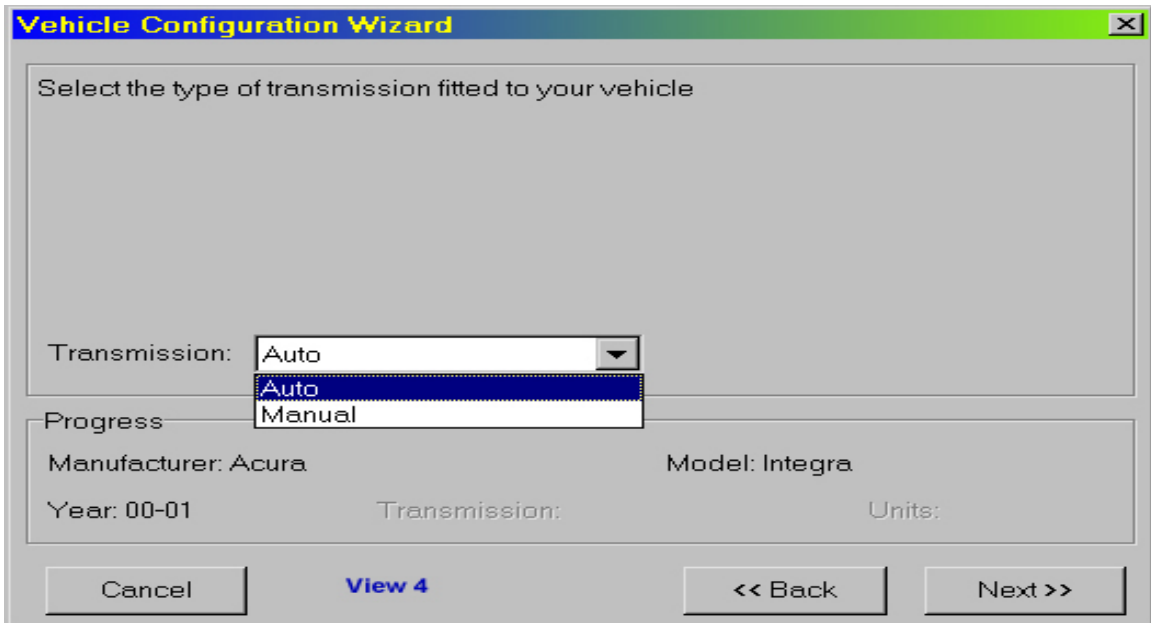 Vehicle Configuration Wizard
Select the type of transmission fitted to your vehicle
Transmission: Auto
Auto
Manual
Progress
Manufacturer: Acura Model: Integra
Year: 00-01 Transmission: Units:
Cancel View 4 << Back Next >>